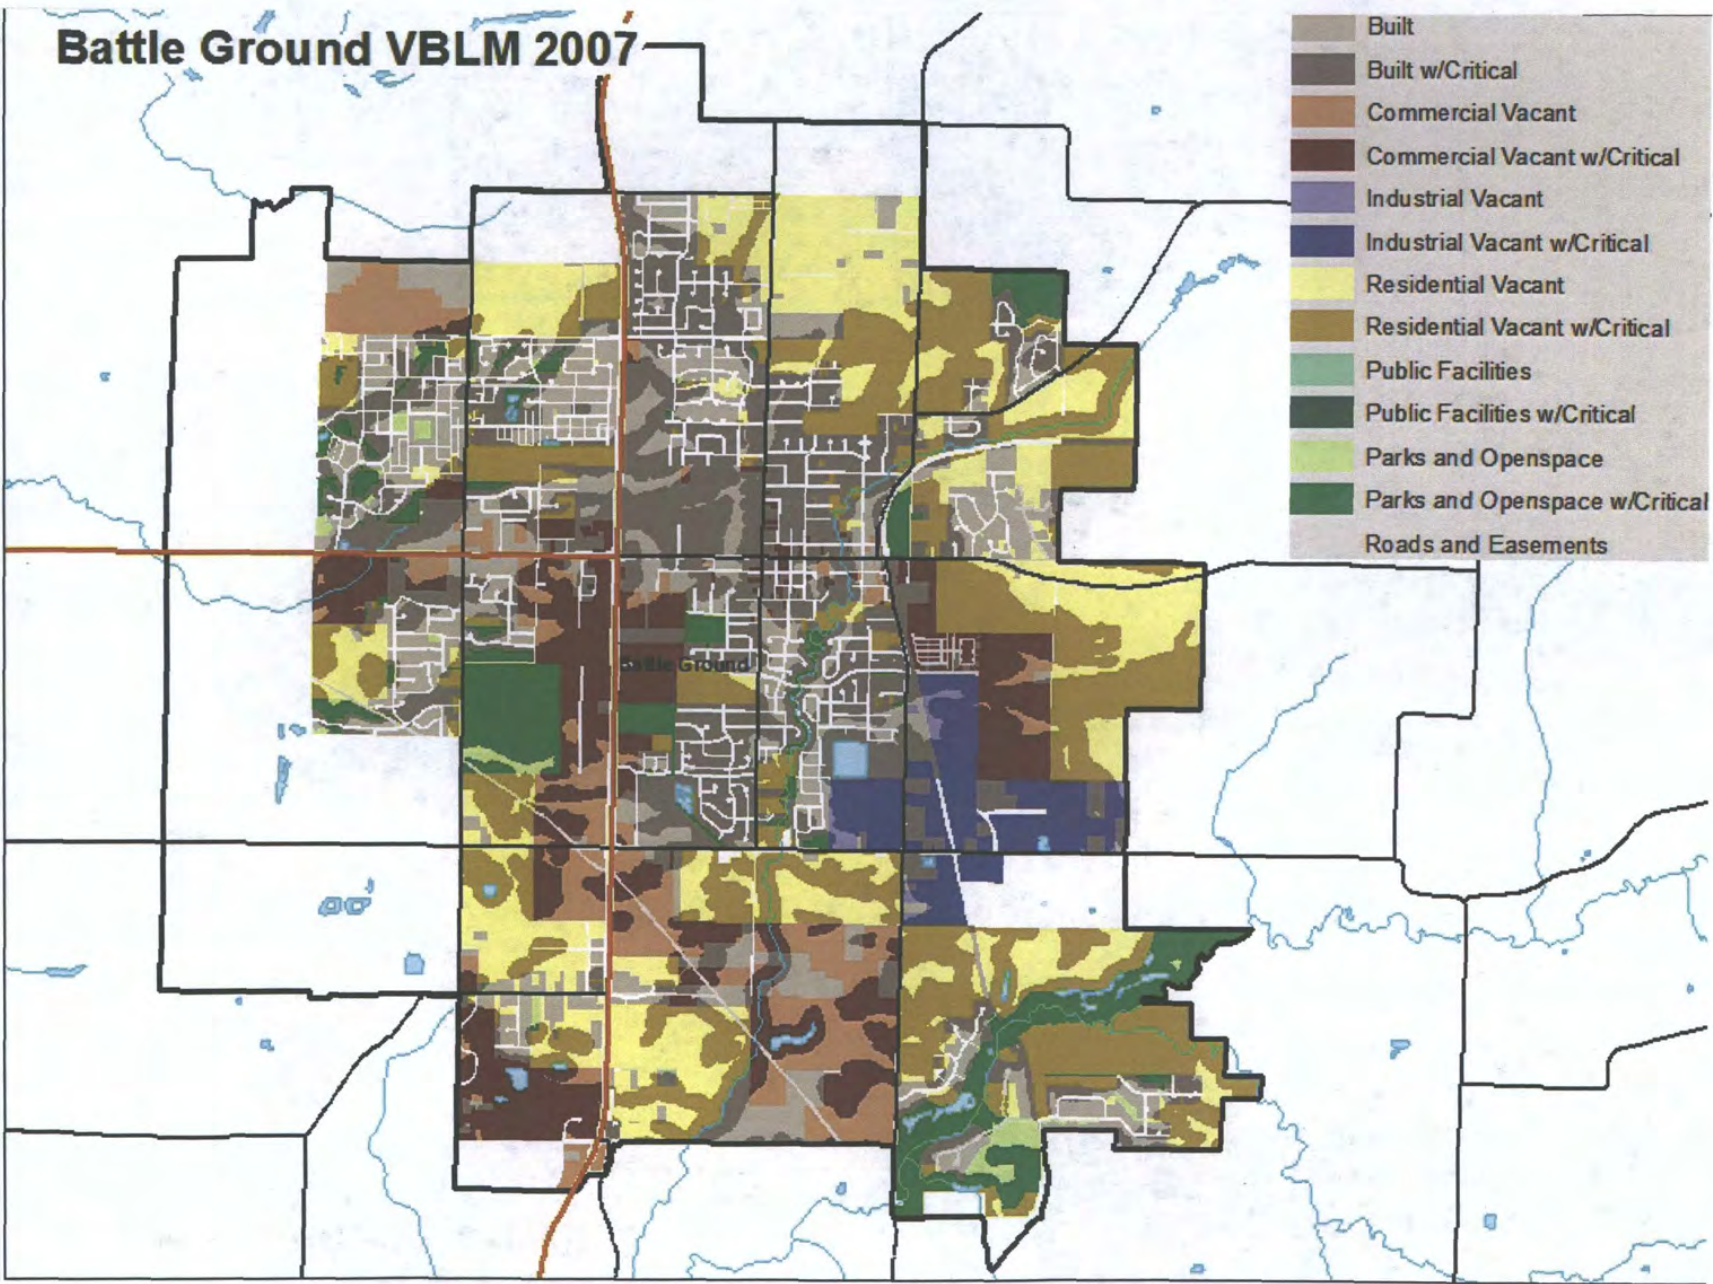 Battle Ground VBLM 2007
Built
Built w/Critical
Commercial Vacant
Commercial Vacant w/Critical
Industrial Vacant
Industrial Vacant w/Critical
Residential Vacant
Residential Vacant w/Critical
Public Facilities
Public Facilities w/Critical
Parks and Openspace
Parks and Openspace w/Critical
Roads and Easements
Battle Ground